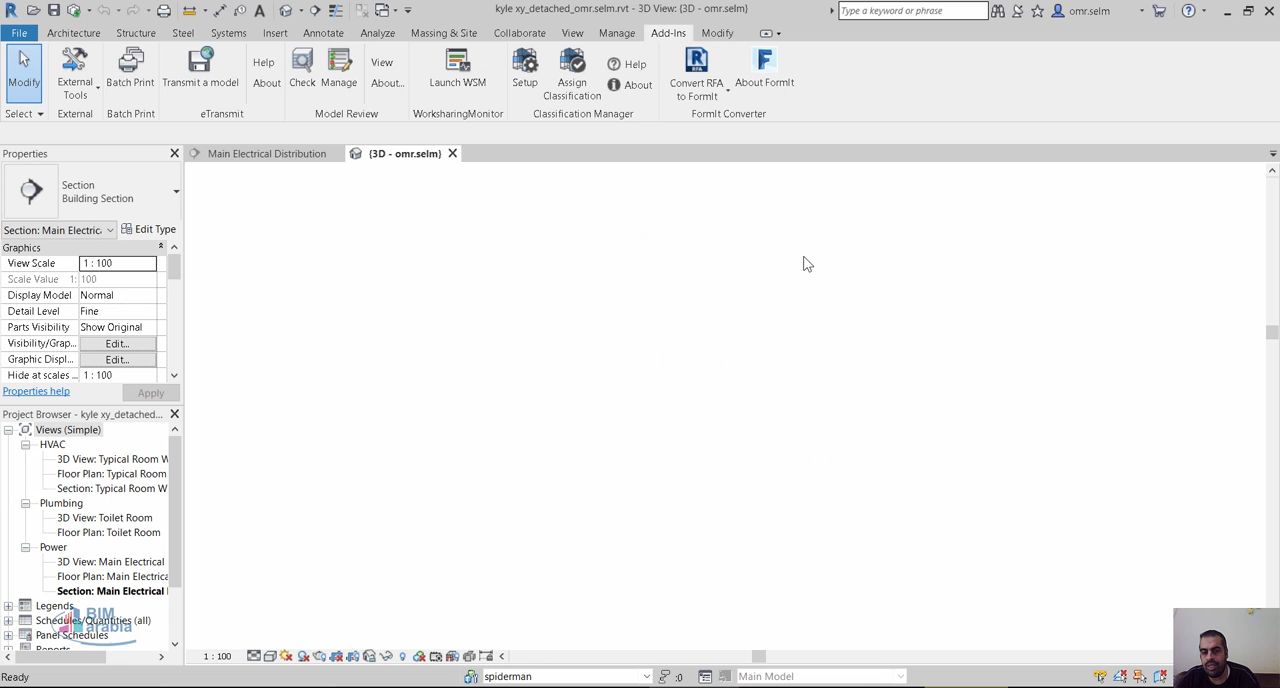 kyle xy_detached_omr.selm.rvt - 3D View: {3D - omr.selm}
Type a keyword or phrase
omr.selm
File Architecture Structure Steel Systems Insert Annotate Analyze Massing & Site Collaborate View Manage Add-Ins Modify
Modify
External Tools
Batch Print
Transmit a model
Help
About
Check
Manage
View
About...
Launch WSM
Setup
Assign Classification
Help
About
Convert RFA to FormIt
About FormIt
Select External Batch Print eTransmit Model Review WorksharingMonitor Classification Manager FormIt Converter
Properties
Main Electrical Distribution
{3D - omr.selm}
Section
Building Section
Section: Main Electric
Edit Type
Graphics
View Scale 1 : 100
Scale Value 1: 100
Display Model Normal
Detail Level Fine
Parts Visibility Show Original
Visibility/Grap... Edit...
Graphic Displ... Edit...
Hide at scales ... 1 : 100
Properties help
Apply
Project Browser - kyle xy_detached...
Views (Simple)
HVAC
3D View: Typical Room W
Floor Plan: Typical Room
Section: Typical Room W
Plumbing
3D View: Toilet Room
Floor Plan: Toilet Room
Power
3D View: Main Electrical
Floor Plan: Main Electrica
Section: Main Electrical
Legends
Schedules/Quantities (all)
Panel Schedules
BIM
arabia
1 : 100
Ready
spiderman
:0
Main Model